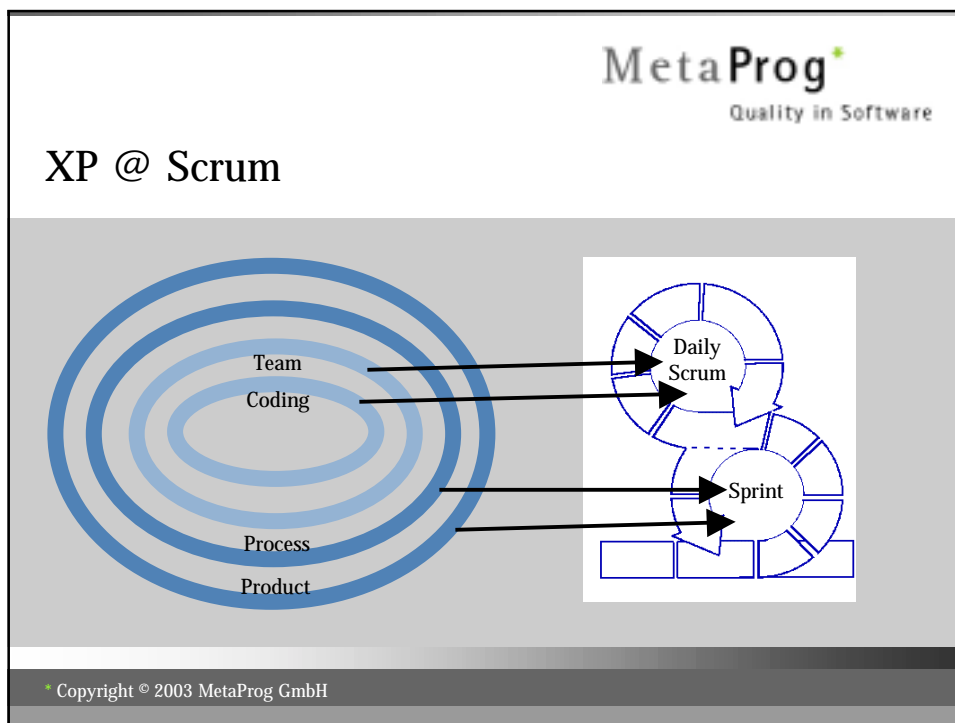 MetaProg*
Quality in Software
XP @ Scrum
Team
Coding
Process
Product
Daily
Scrum
Sprint
* Copyright © 2003 MetaProg GmbH